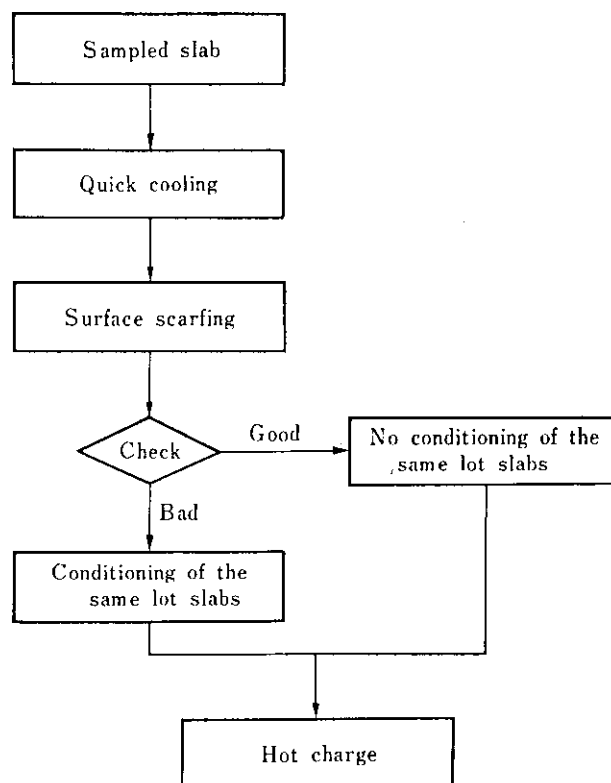 Sampled slab
Quick cooling
Surface scarfing
Check
Good
No conditioning of the
same lot slabs
Bad
Conditioning of the
same lot slabs
Hot charge